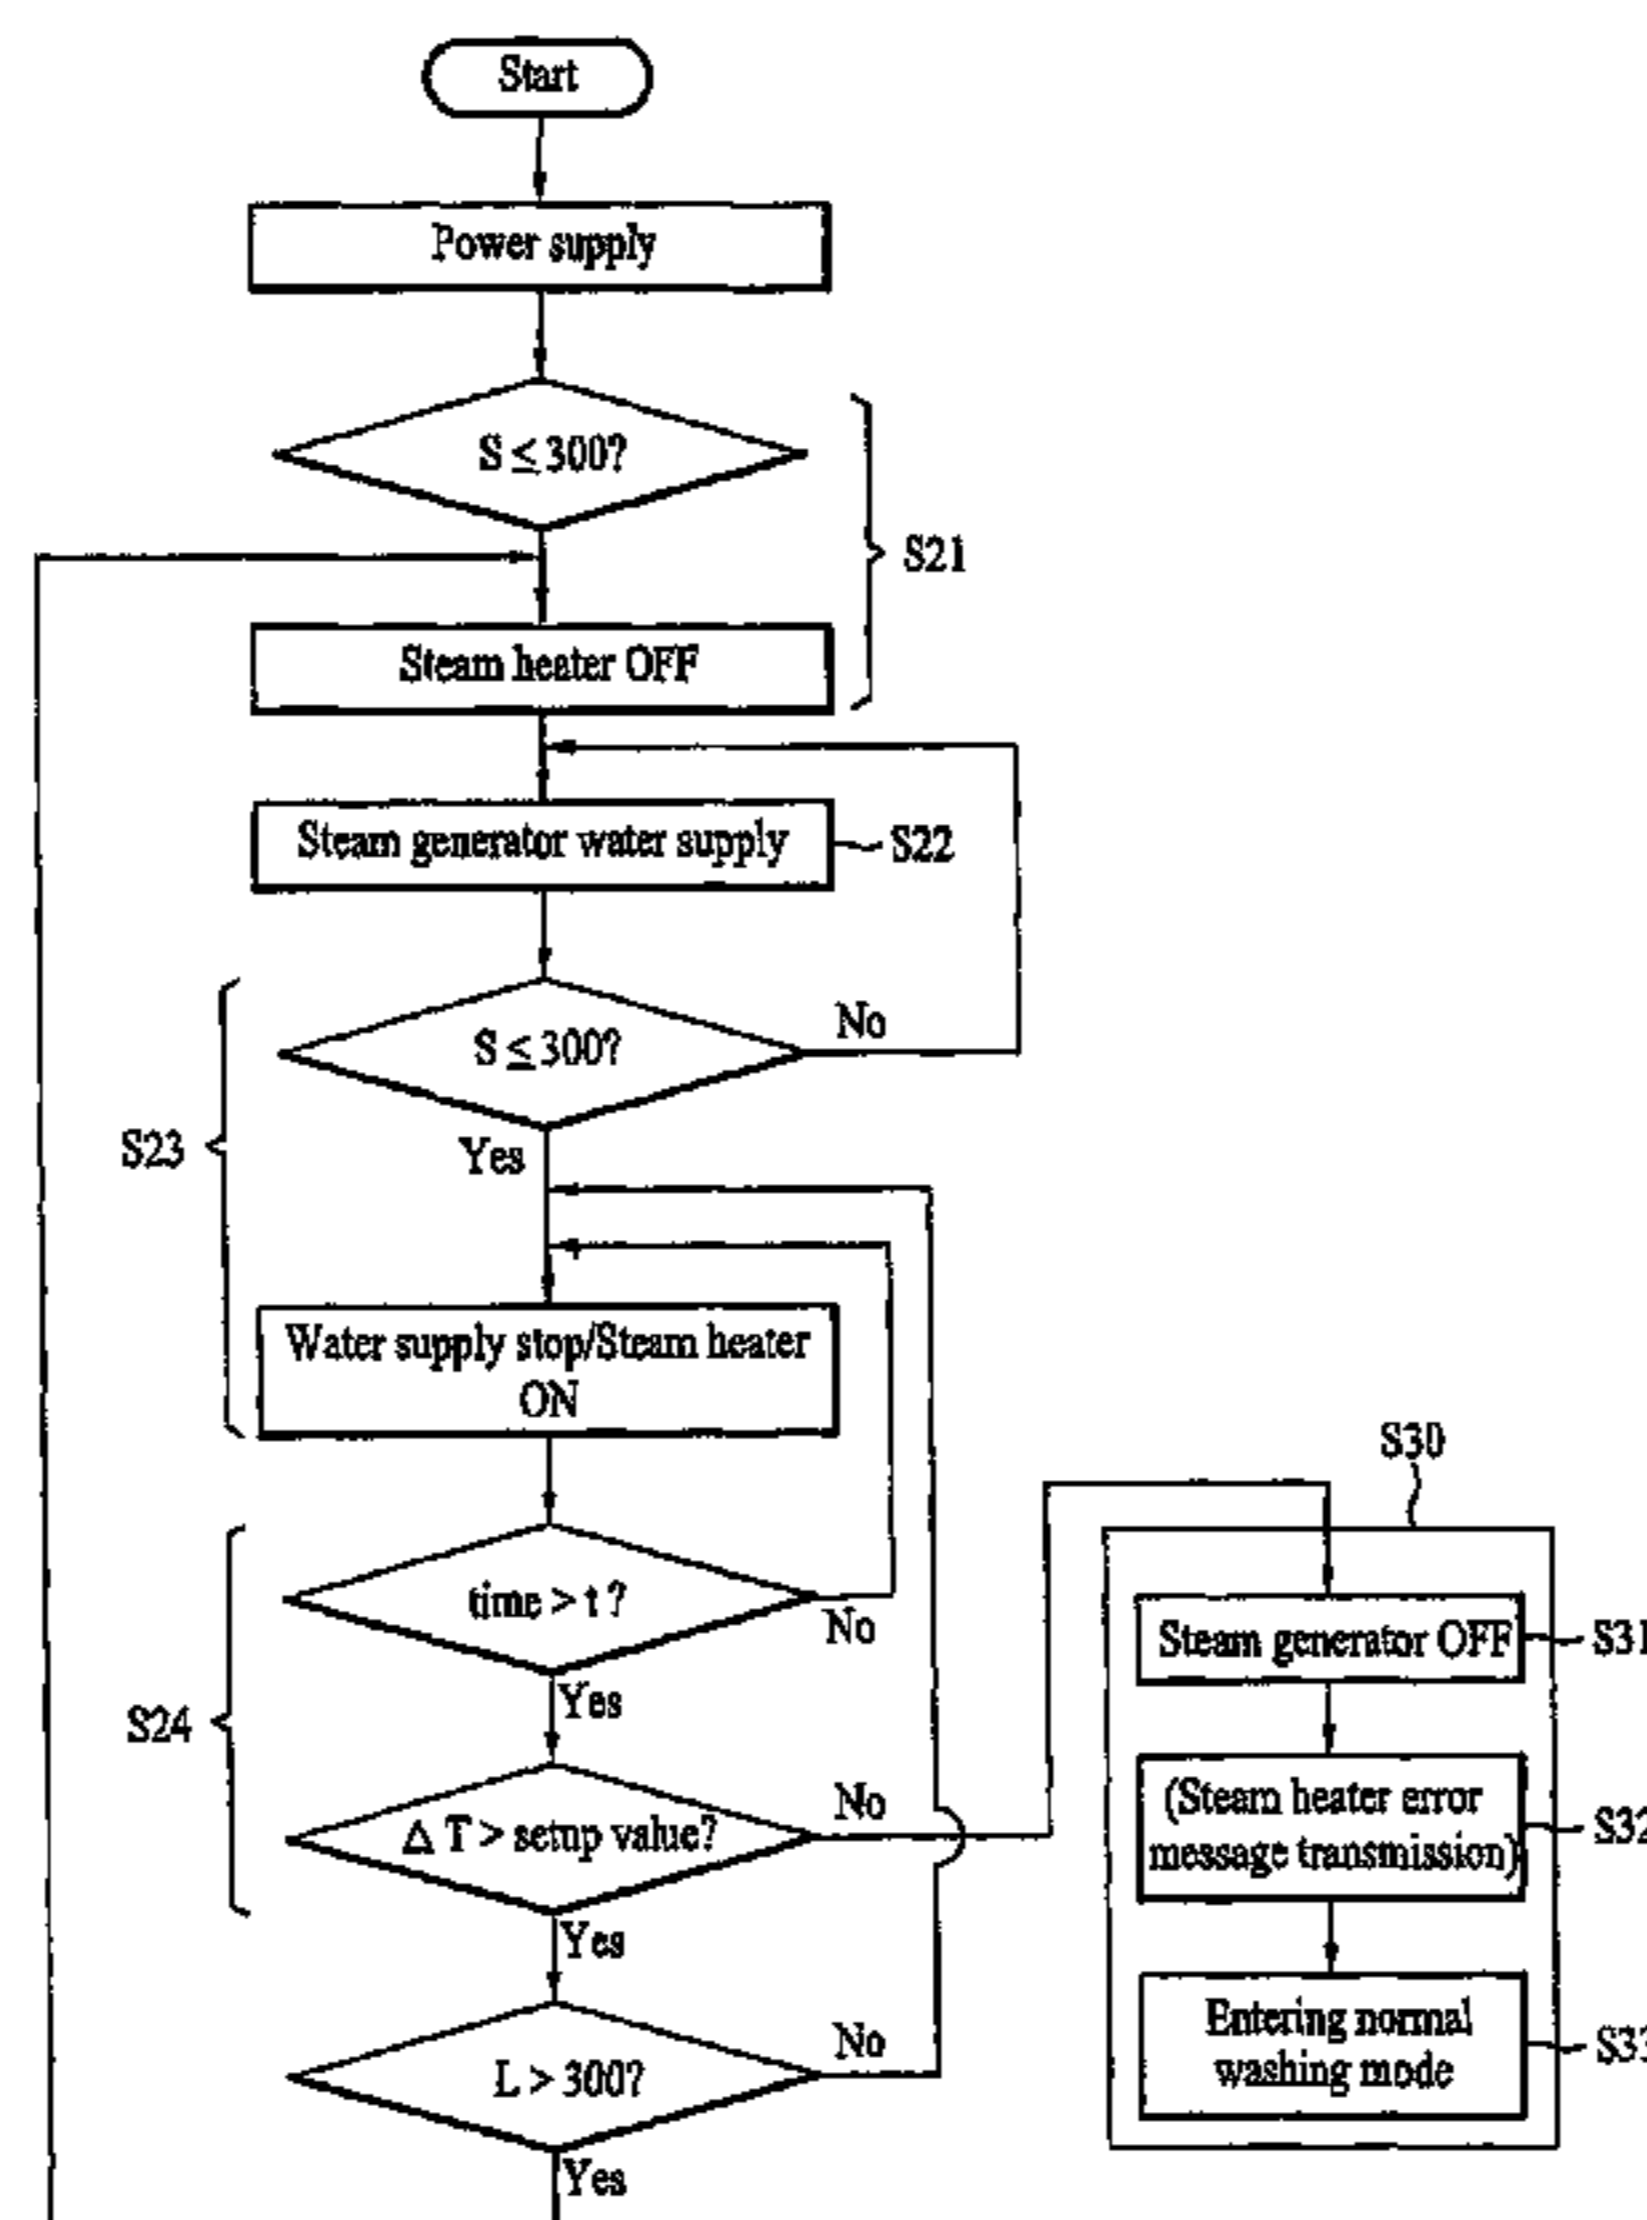 Start
Power supply
S ≤ 300?
S21
Steam heater OFF
Steam generator water supply
S22
S ≤ 300?
No
Yes
S23
Water supply stop/Steam heater
ON
time > t ?
No
Yes
S24
Δ T > setup value?
No
Yes
L > 300?
No
Yes
S30
Steam generator OFF
S31
(Steam heater error
message transmission)
S32
Entering normal
washing mode
S33